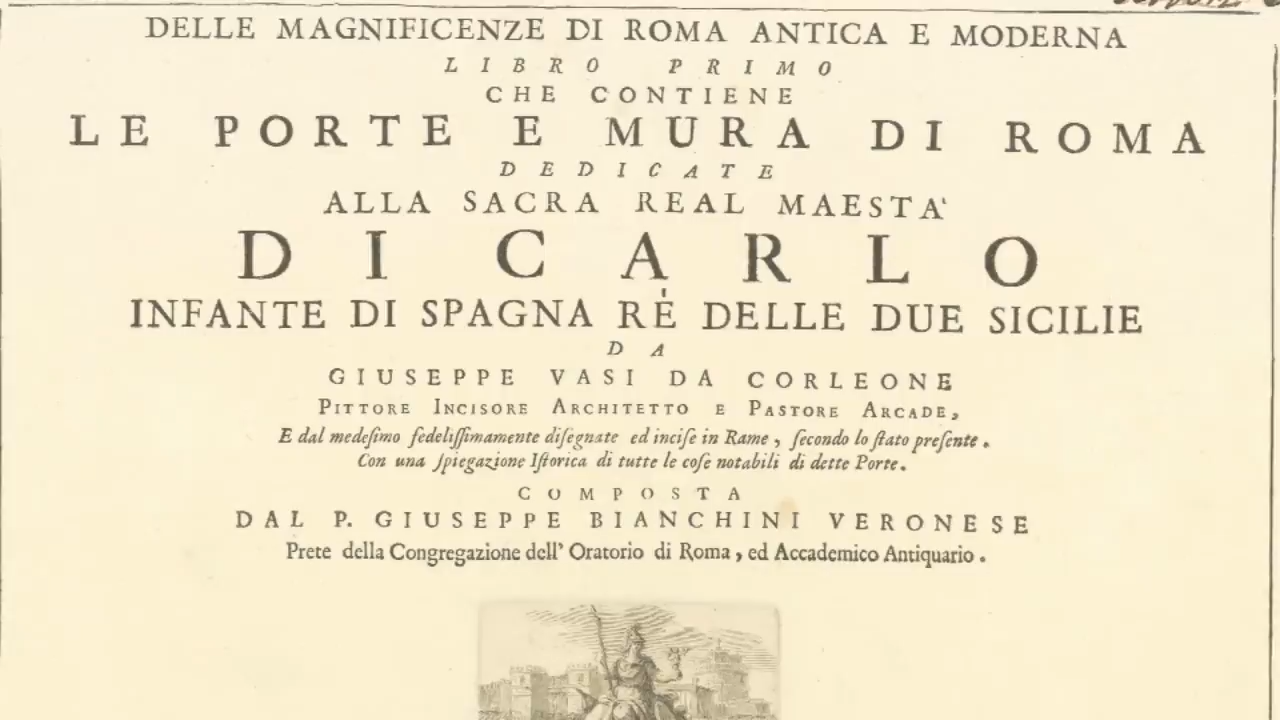 DELLE MAGNIFICENZE DI ROMA ANTICA E MODERNA
LIBRO PRIMO
CHE CONTIENE
LE PORTE E MURA DI ROMA
DEDICATE
ALLA SACRA REAL MAESTA'
DI CARLO
INFANTE DI SPAGNA RÈ DELLE DUE SICILIE
DA
GIUSEPPE VASI DA CORLEONE
PITTORE INCISORE ARCHITETTO E PASTORE ARCADE,
E dal medeſimo fedeliſſimamente diſegnate ed inciſe in Rame, ſecondo lo ſtato preſente.
Con una ſpiegazione Iſtorica di tutte le coſe notabili di dette Porte.
COMPOSTA
DAL P. GIUSEPPE BIANCHINI VERONESE
Prete della Congregazione dell' Oratorio di Roma, ed Accademico Antiquario.